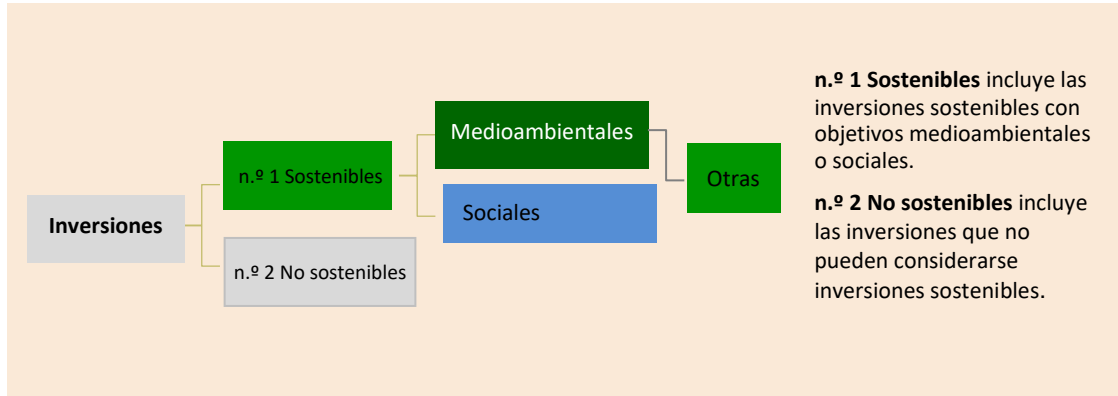 Inversiones
n.º 1 Sostenibles
n.º 2 No sostenibles
Medioambientales
Sociales
Otras
n.º 1 Sostenibles incluye las
inversiones sostenibles con
objetivos medioambientales
o sociales.
n.º 2 No sostenibles incluye
las inversiones que no
pueden considerarse
inversiones sostenibles.